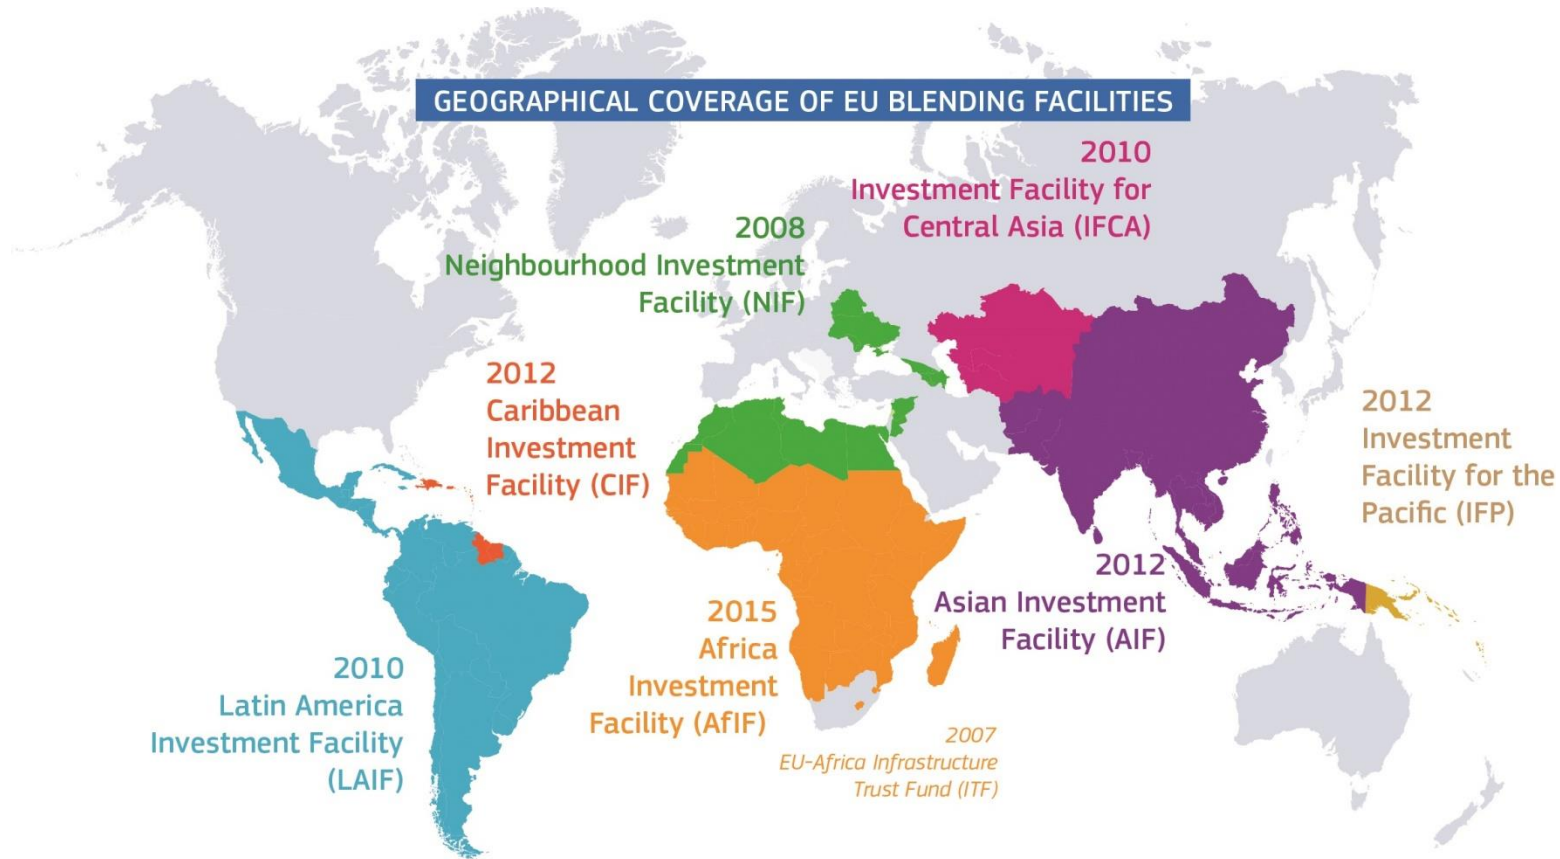 GEOGRAPHICAL COVERAGE OF EU BLENDING FACILITIES
2010
Investment Facility for
Central Asia (IFCA)
2008
Neighbourhood Investment
Facility (NIF)
2012
Caribbean
Investment
Facility (CIF)
2012
Investment
Facility for the
Pacific (IFP)
2012
Asian Investment
Facility (AIF)
2015
Africa
Investment
Facility (AfIF)
2010
Latin America
Investment Facility
(LAIF)
2007
EU-Africa Infrastructure
Trust Fund (ITF)